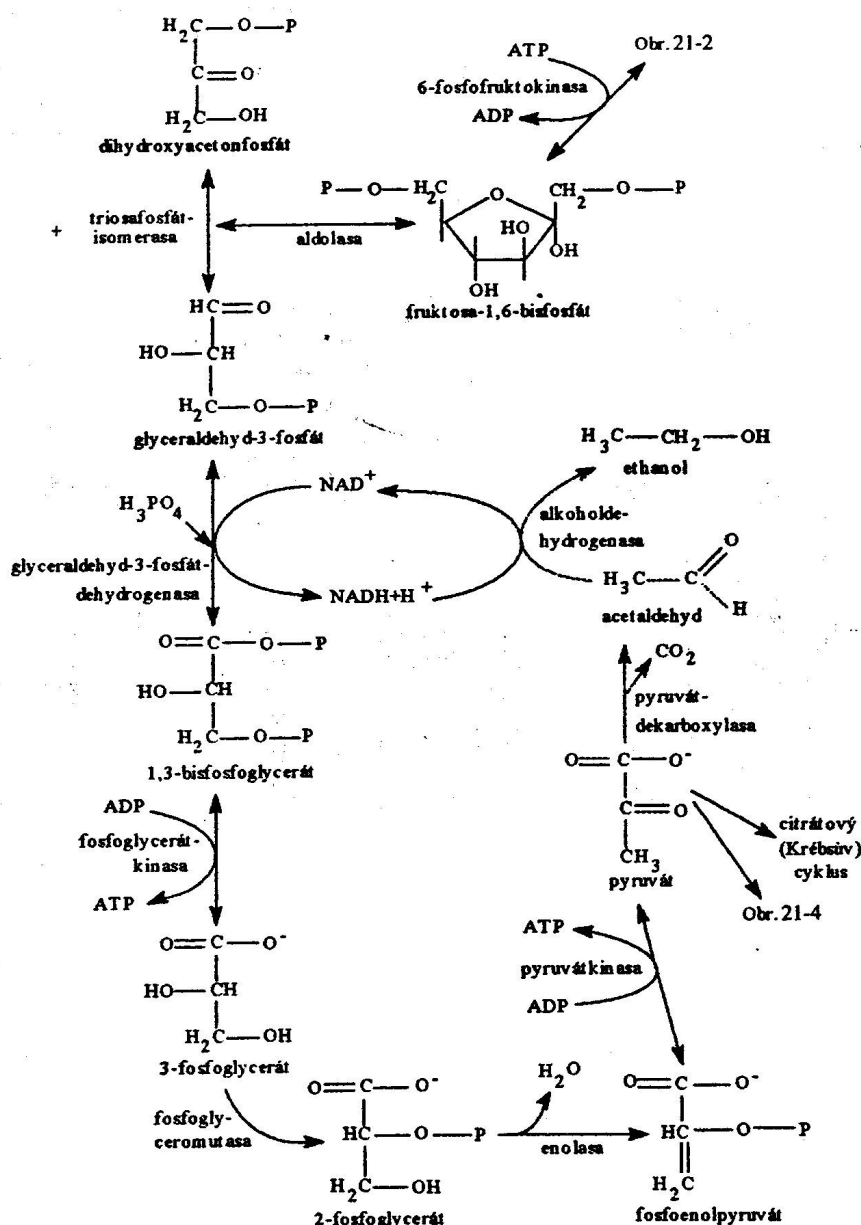 H2C—O—P
C=O
H2C—OH
dihydroxyacetonfosfát
ATP
Obr.21-2
6-fosfofruktokinasa
ADP
+
triosafosfát-
isomerasa
aldolasa
P—O—H2C
O
CH2—O—P
HO
OH
OH
fruktosa-1,6-bisfosfát
HC=O
HO—CH
H2C—O—P
glyceraldehyd-3-fosfát
H3PO4
NAD+
glyceraldehyd-3-fosfát-
dehydrogenasa
NADH+H+
H3C—CH2—OH
ethanol
alkoholde-
hydrogenasa
O
H3C—C
H
acetaldehyd
CO2
pyruvát-
dekarboxylasa
O=C—O—P
HO—CH
H2C—O—P
1,3-bisfosfoglycerát
O=C—O-
C=O
CH3
pyruvát
citrátový
(Krébsův)
cyklus
Obr.21-4
ADP
fosfoglycerát-
kinasa
ATP
ATP
pyruvátkinasa
ADP
O=C—O-
HO—CH
H2C—OH
3-fosfoglycerát
fosfogly-
ceromutasa
O=C—O-
HC—O—P
H2C—OH
2-fosfoglycerát
H2O
enolasa
O=C—O-
HC—O—P
H2C
fosfoenolpyruvát